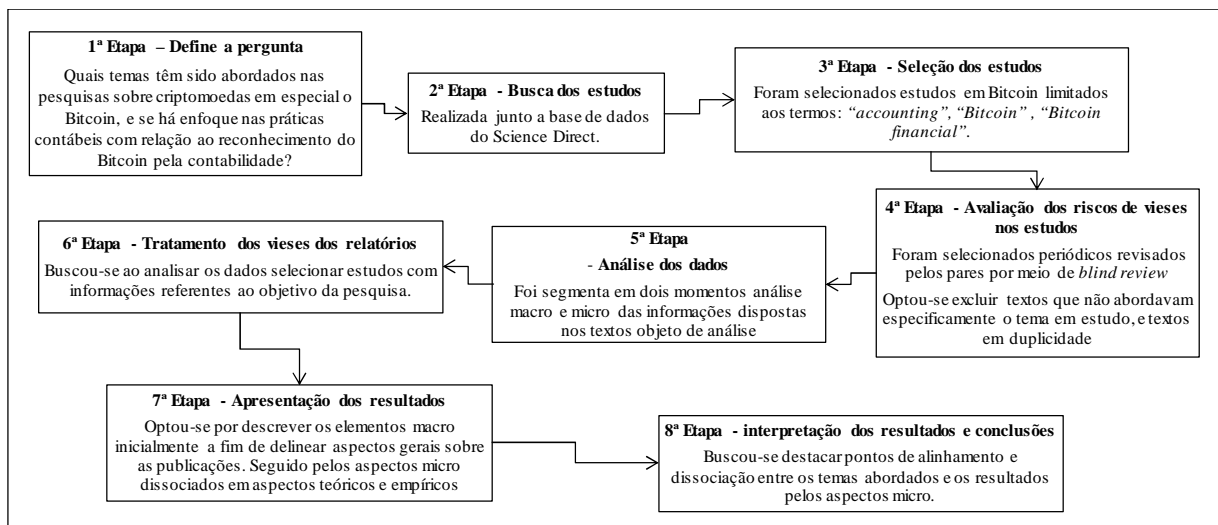 1ª Etapa – Define a pergunta
Quais temas têm sido abordados nas
pesquisas sobre criptomoedas em especial o
Bitcoin, e se há enfoque nas práticas
contábeis com relação ao reconhecimento do
Bitcoin pela contabilidade?
2ª Etapa - Busca dos estudos
Realizada junto a base de dados
do Science Direct.
3ª Etapa - Seleção dos estudos
Foram selecionados estudos em Bitcoin limitados
aos termos: “accounting”, “Bitcoin” , “Bitcoin
financial”.
4ª Etapa - Avaliação dos riscos de vieses
nos estudos
Foram selecionados periódicos revisados
pelos pares por meio de blind review
Optou-se excluir textos que não abordavam
especificamente o tema em estudo, e textos
em duplicidade
5ª Etapa
- Análise dos dados
Foi segmenta em dois momentos análise
macro e micro das informações dispostas
nos textos objeto de análise
6ª Etapa - Tratamento dos vieses dos relatórios
Buscou-se ao analisar os dados selecionar estudos com
informações referentes ao objetivo da pesquisa.
7ª Etapa - Apresentação dos resultados
Optou-se por descrever os elementos macro
inicialmente a fim de delinear aspectos gerais sobre
as publicações. Seguido pelos aspectos micro
dissociados em aspectos teóricos e empíricos
8ª Etapa - interpretação dos resultados e conclusões
Buscou-se destacar pontos de alinhamento e
dissociação entre os temas abordados e os resultados
pelos aspectos micro.